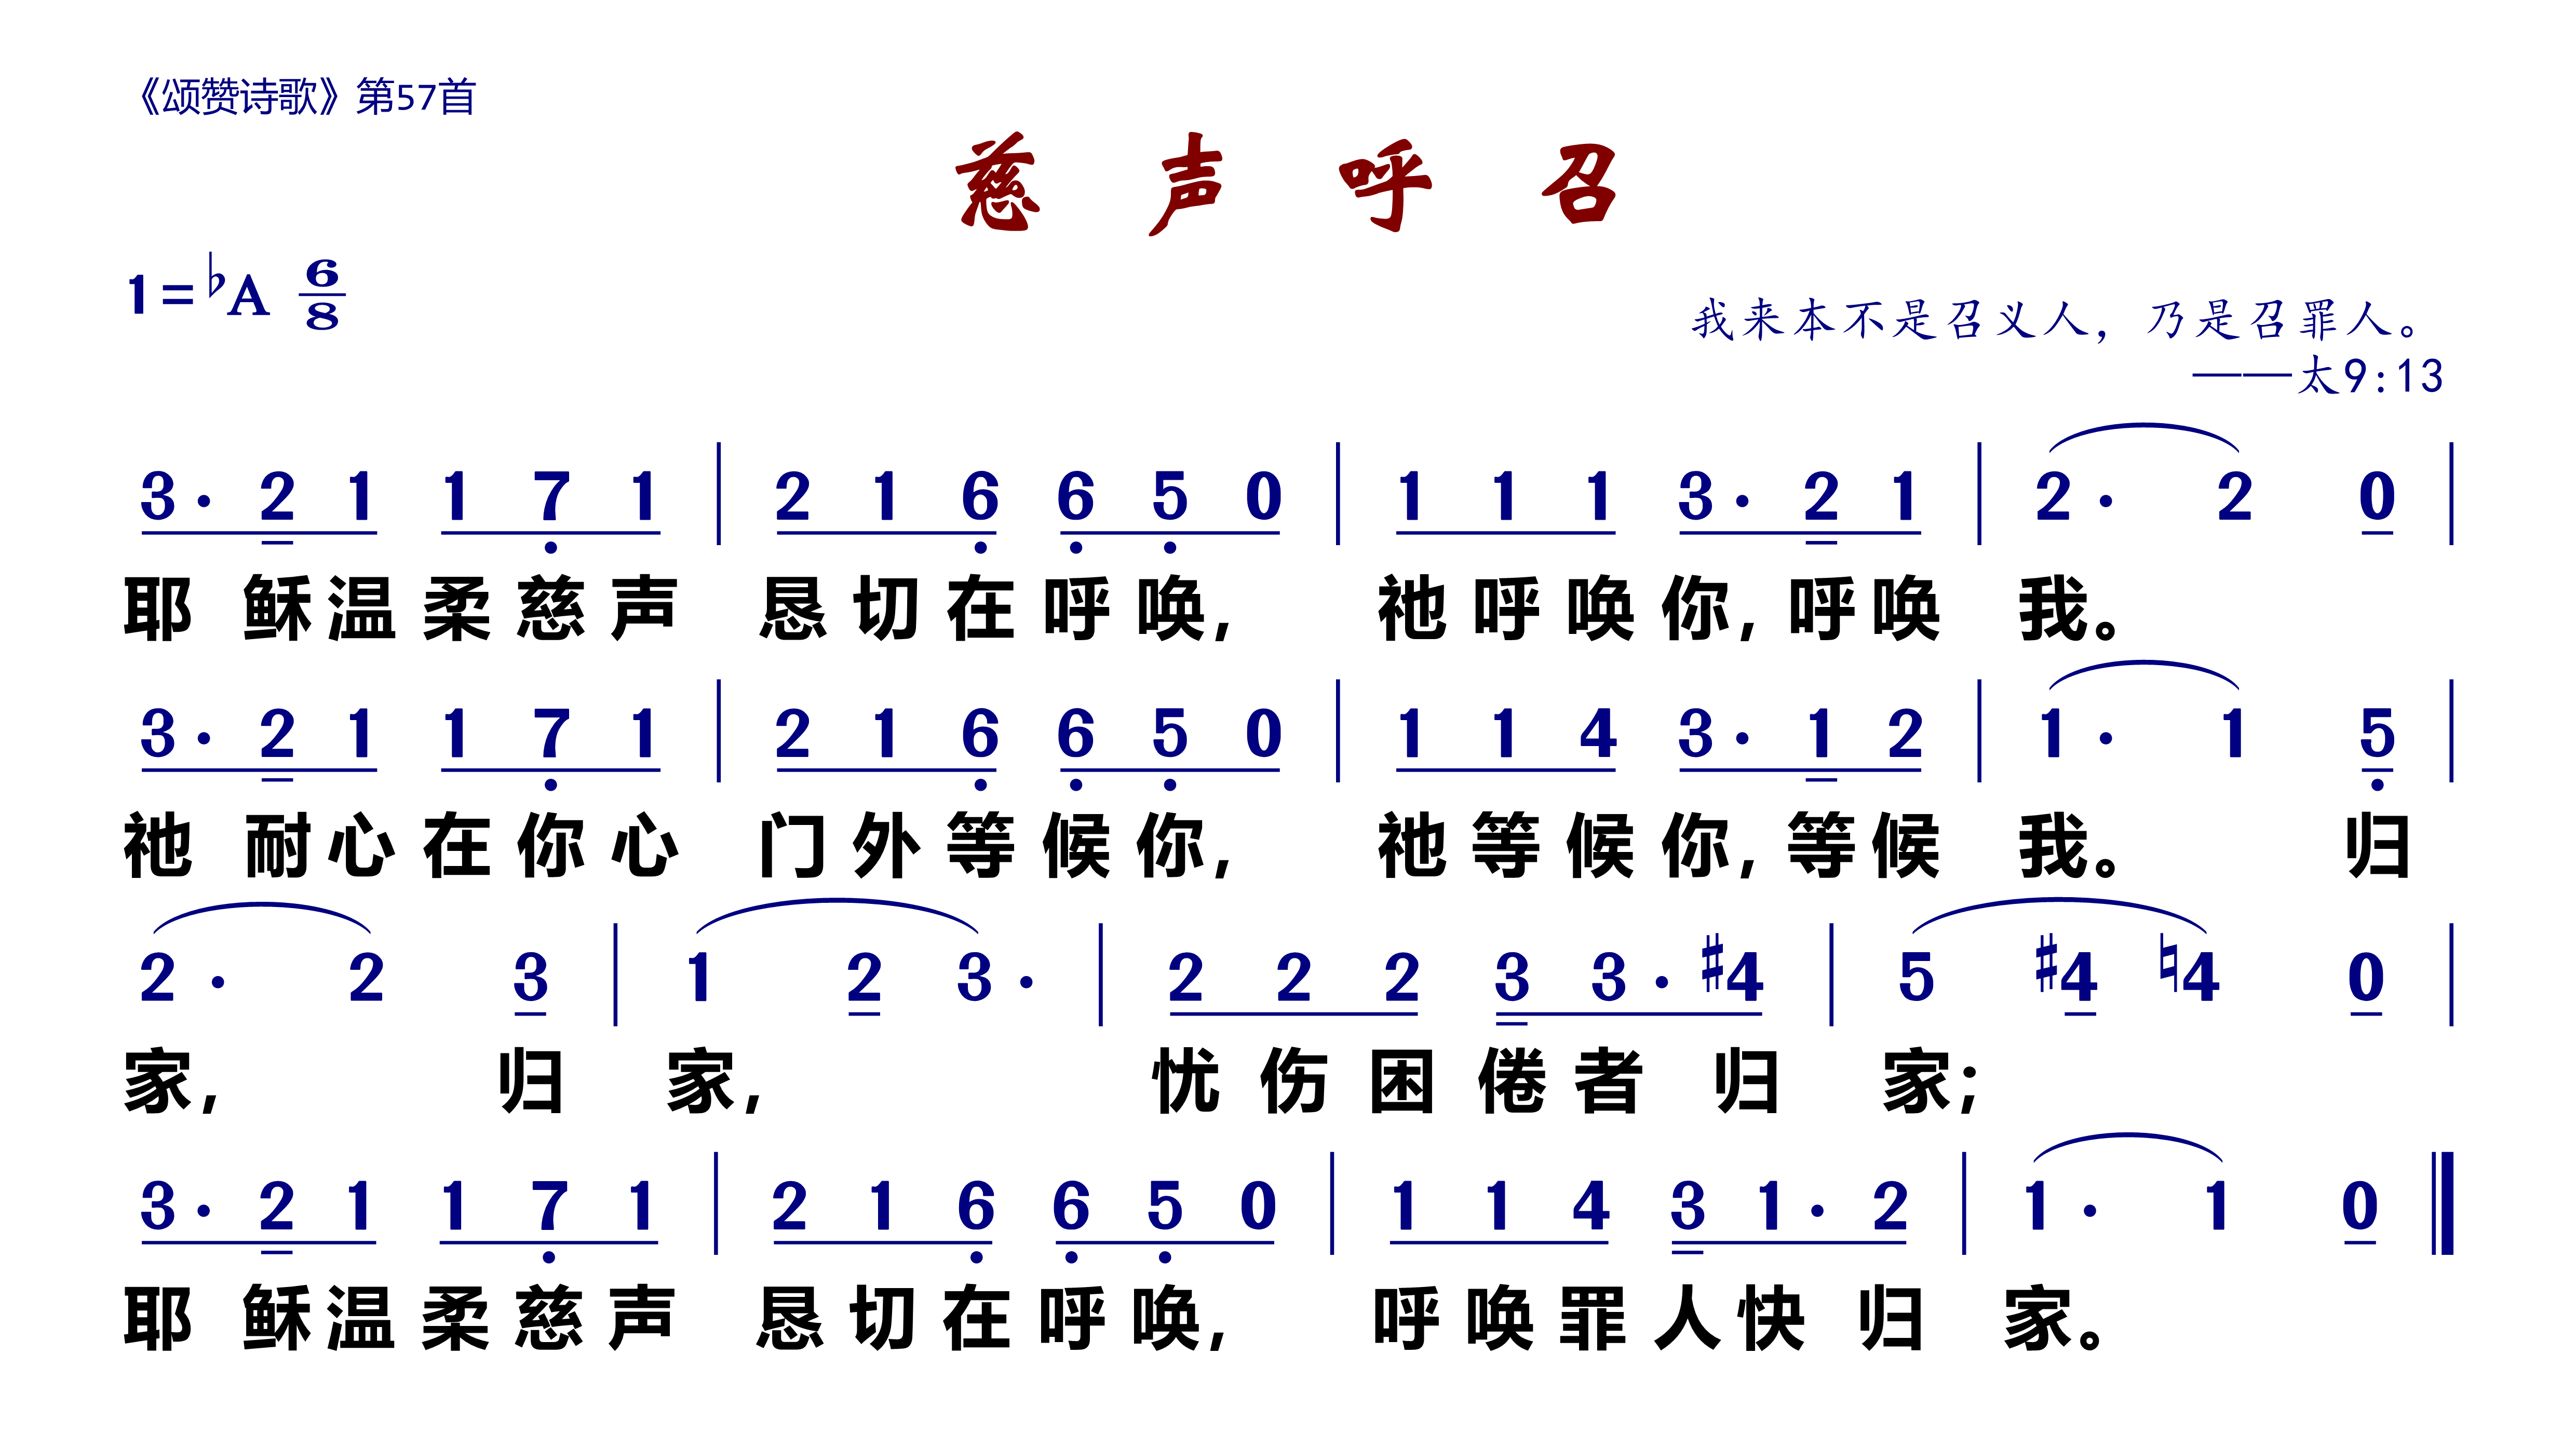 《颂赞诗歌》第57首
慈声呼召
1=♭A 6/8
我来本不是召义人，乃是召罪人。
——太9:13
3· 2 1 1 7 1 | 2 1 6 6 5 0 | 1 1 1 3· 2 1 | 2· 2 0 |
耶稣温柔慈声 恳切在呼唤， 祂呼唤你，呼唤 我。
3· 2 1 1 7 1 | 2 1 6 6 5 0 | 1 1 4 3· 1 2 | 1· 1 5 |
祂耐心在你心 门外等候你， 祂等候你，等候 我。 归
2· 2 3 | 1 2 3· | 2 2 2 3 3· #4 | 5 #4 ♮4 0 |
家， 归 家， 忧伤困倦者归 家；
3· 2 1 1 7 1 | 2 1 6 6 5 0 | 1 1 4 3 1· 2 | 1· 1 0 ‖
耶稣温柔慈声 恳切在呼唤， 呼唤罪人快归 家。